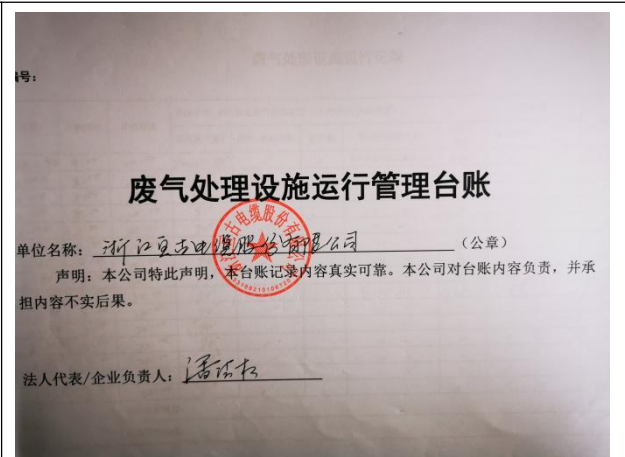 编号：
废气处理设施运行管理台账
单位名称：浙江亘古电缆股份有限公司（公章）
声明：本公司特此声明，本台账记录内容真实可靠。本公司对台账内容负责，并承
担内容不实后果。
法人代表/企业负责人：潘